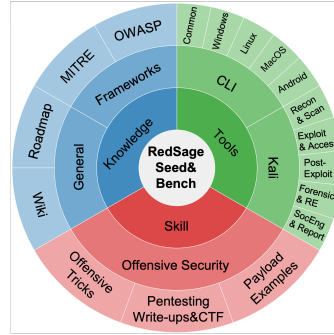 OWASP
MITRE
Roadmap
Wiki
Frameworks
General
Knowledge
Common
Windows
Linux
MacOS
Android
CLI
Tools
Kali
Recon
& Scan
Exploit
& Access
Post-
Exploit
Forensic
& RE
SocEng
& Report
RedSage
Seed&
Bench
Skill
Offensive Security
Offensive
Tricks
Pentesting
Write-ups&CTF
Payload
Examples